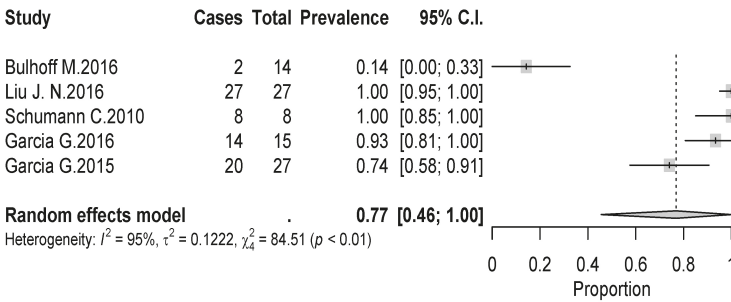 Study Cases Total Prevalence 95% C.I.
Bulhoff M.2016 2 14 0.14 [0.00; 0.33]
Liu J. N.2016 27 27 1.00 [0.95; 1.00]
Schumann C.2010 8 8 1.00 [0.85; 1.00]
Garcia G.2016 14 15 0.93 [0.81; 1.00]
Garcia G.2015 20 27 0.74 [0.58; 0.91]
Random effects model . 0.77 [0.46; 1.00]
Heterogeneity: I² = 95%, τ² = 0.1222, χ²₄ = 84.51 (p < 0.01)
0 0.2 0.4 0.6 0.8 1
Proportion